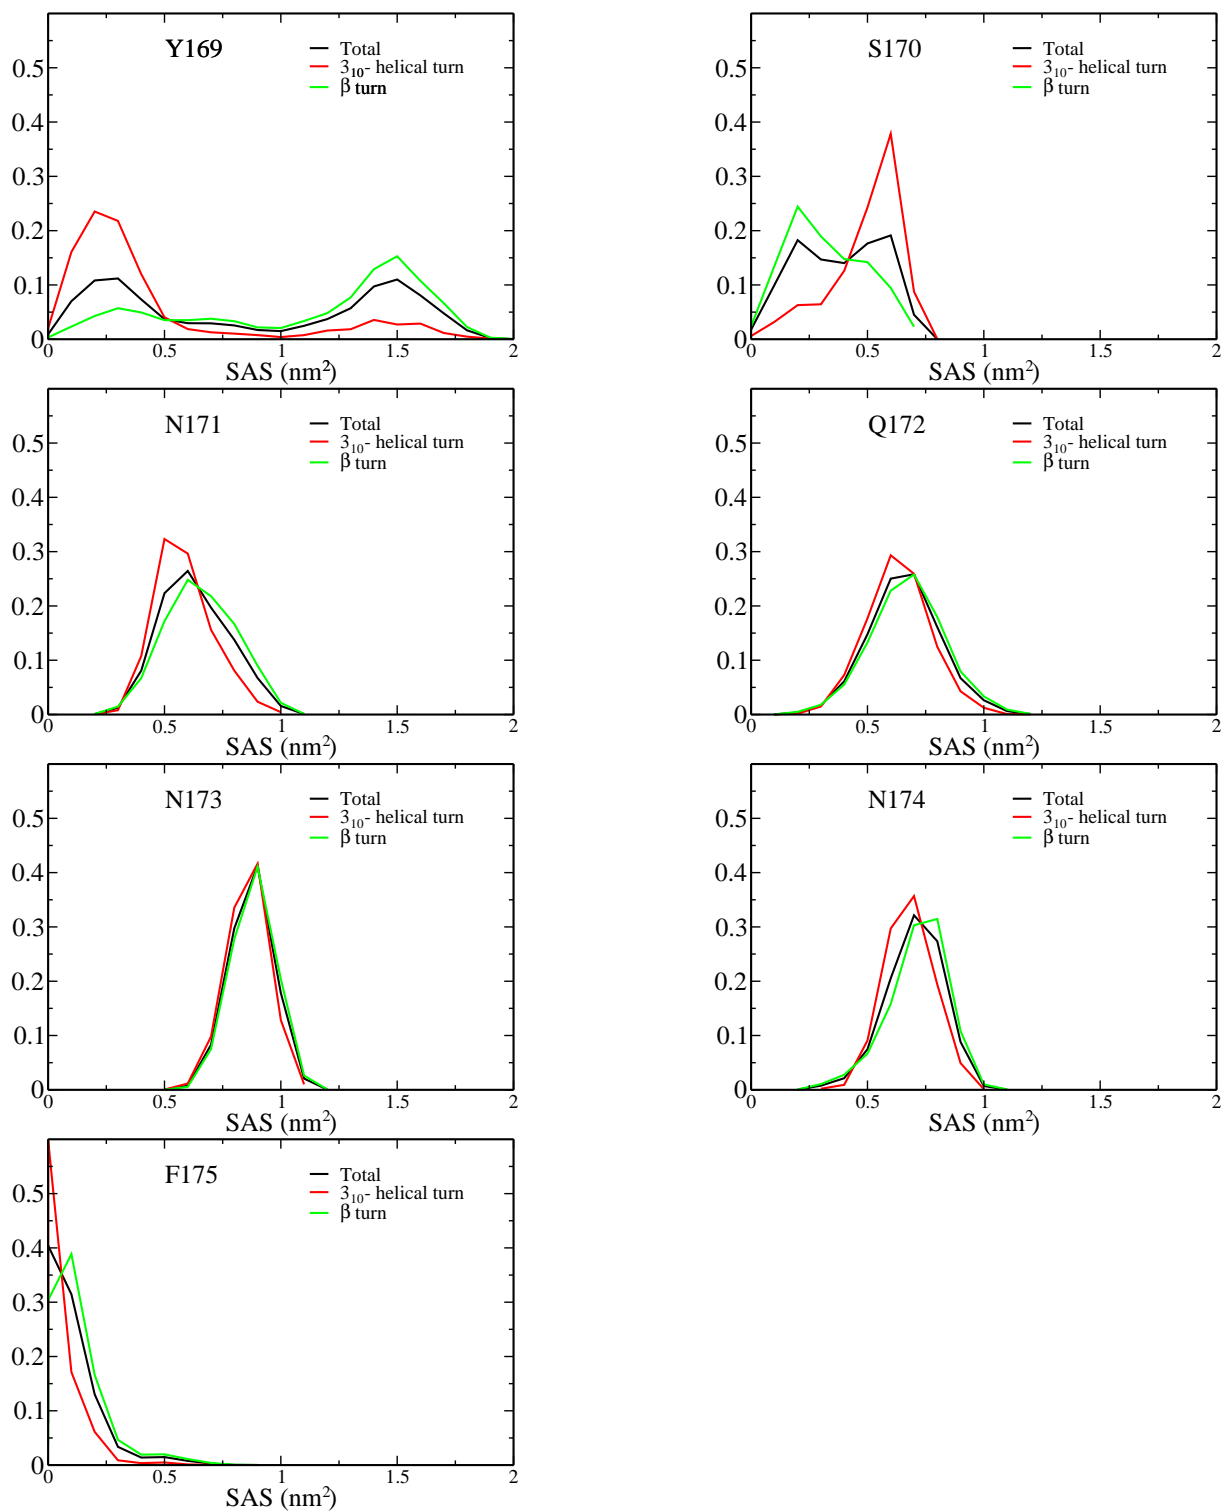 Y169
Total
3₁₀- helical turn
β turn
0.5
0.4
0.3
0.2
0.1
0
0 0.5 1 1.5 2
SAS (nm²)
S170
Total
3₁₀- helical turn
β turn
0.5
0.4
0.3
0.2
0.1
0
0 0.5 1 1.5 2
SAS (nm²)
N171
Total
3₁₀- helical turn
β turn
0.5
0.4
0.3
0.2
0.1
0
0 0.5 1 1.5 2
SAS (nm²)
Q172
Total
3₁₀- helical turn
β turn
0.5
0.4
0.3
0.2
0.1
0
0 0.5 1 1.5 2
SAS (nm²)
N173
Total
3₁₀- helical turn
β turn
0.5
0.4
0.3
0.2
0.1
0
0 0.5 1 1.5 2
SAS (nm²)
N174
Total
3₁₀- helical turn
β turn
0.5
0.4
0.3
0.2
0.1
0
0 0.5 1 1.5 2
SAS (nm²)
F175
Total
3₁₀- helical turn
β turn
0.5
0.4
0.3
0.2
0.1
0
0 0.5 1 1.5 2
SAS (nm²)